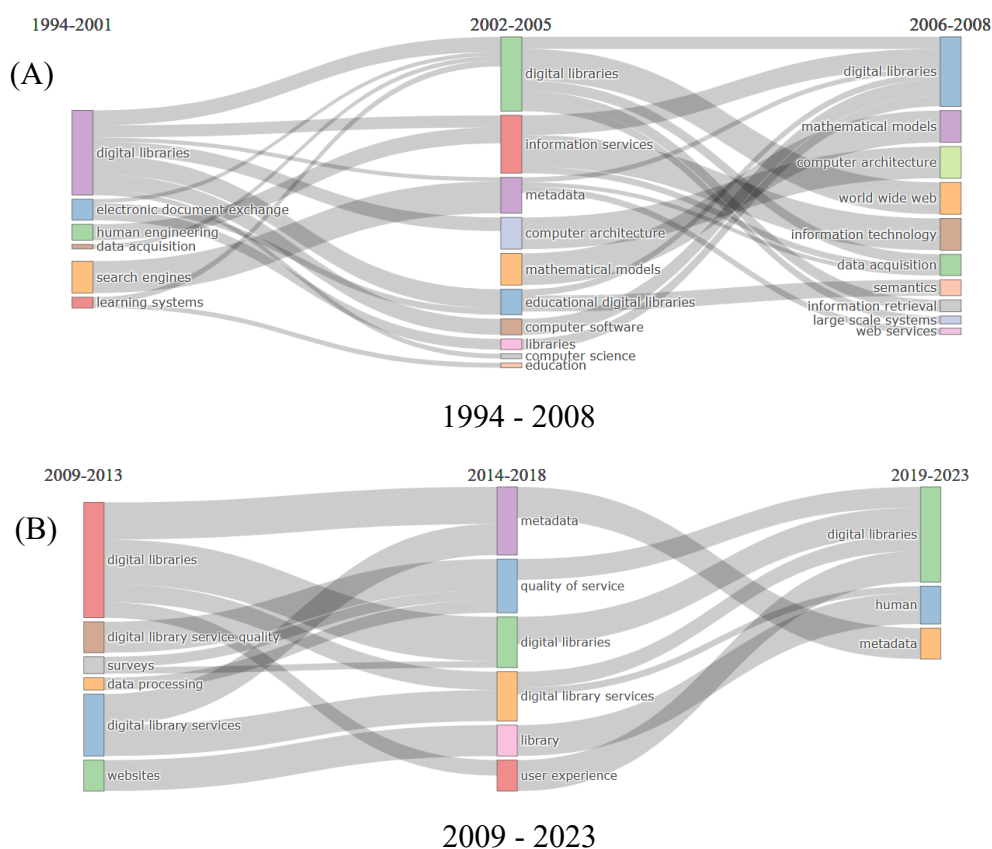 1994-2001
2002-2005
2006-2008
(A)
digital libraries
electronic document exchange
human engineering
data acquisition
search engines
learning systems
digital libraries
information services
metadata
computer architecture
mathematical models
educational digital libraries
computer software
libraries
computer science
education
digital libraries
mathematical models
computer architecture
world wide web
information technology
data acquisition
semantics
information retrieval
large scale systems
web services
1994 - 2008
2009-2013
2014-2018
2019-2023
(B)
digital libraries
digital library service quality
surveys
data processing
digital library services
websites
metadata
quality of service
digital libraries
digital library services
library
user experience
digital libraries
human
metadata
2009 - 2023